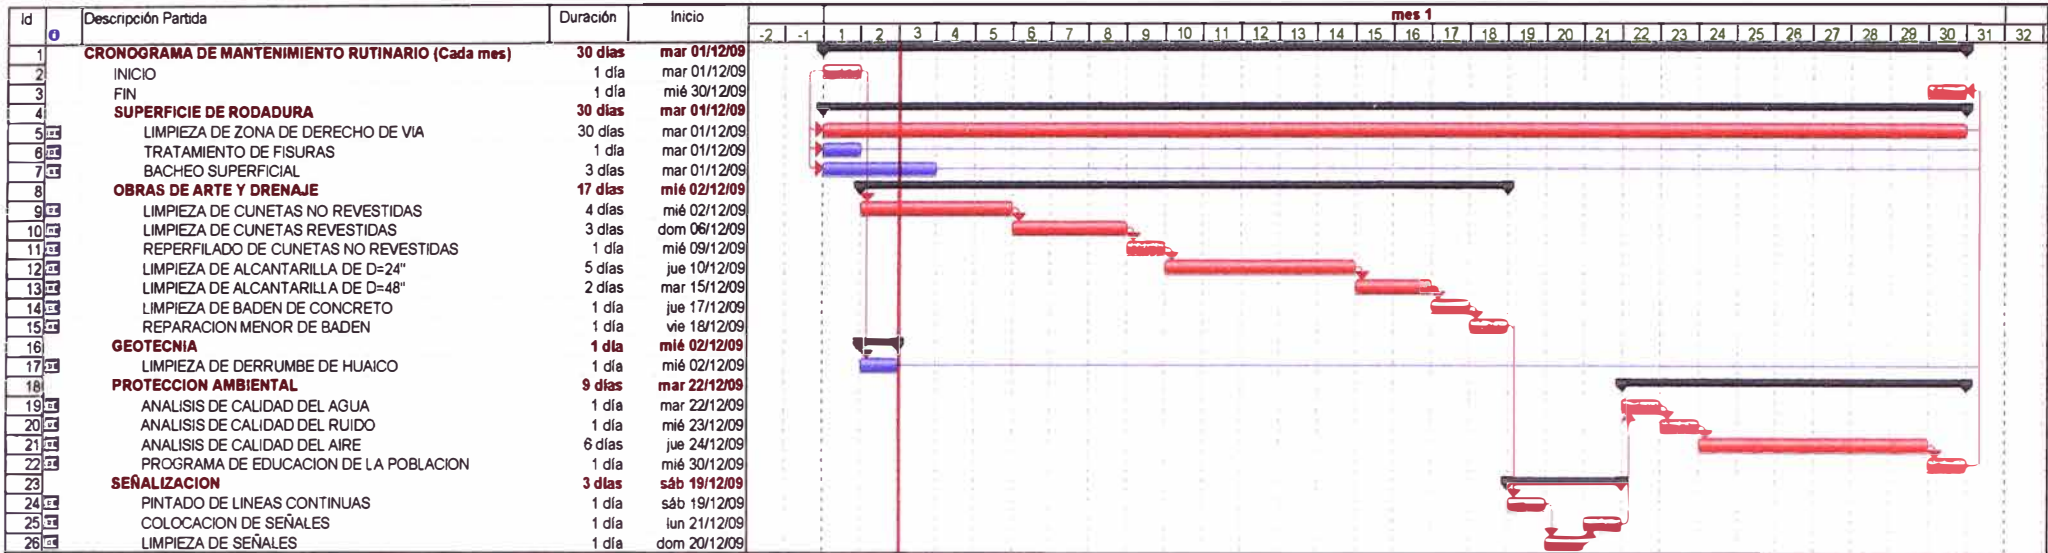 Id Descripción Partida Duración Inicio mes 1
-2 -1 1 2 3 4 5 6 7 8 9 10 11 12 13 14 15 16 17 18 19 20 21 22 23 24 25 26 27 28 29 30 31 32
1 CRONOGRAMA DE MANTENIMIENTO RUTINARIO (Cada mes) 30 días mar 01/12/09
2 INICIO 1 día mar 01/12/09
3 FIN 1 día mié 30/12/09
4 SUPERFICIE DE RODADURA 30 días mar 01/12/09
5 LIMPIEZA DE ZONA DE DERECHO DE VIA 30 días mar 01/12/09
6 TRATAMIENTO DE FISURAS 1 día mar 01/12/09
7 BACHEO SUPERFICIAL 3 días mar 01/12/09
8 OBRAS DE ARTE Y DRENAJE 17 días mié 02/12/09
9 LIMPIEZA DE CUNETAS NO REVESTIDAS 4 días mié 02/12/09
10 LIMPIEZA DE CUNETAS REVESTIDAS 3 días dom 06/12/09
11 REPERFILADO DE CUNETAS NO REVESTIDAS 1 día mié 09/12/09
12 LIMPIEZA DE ALCANTARILLA DE D=24" 5 días jue 10/12/09
13 LIMPIEZA DE ALCANTARILLA DE D=48" 2 días mar 15/12/09
14 LIMPIEZA DE BADEN DE CONCRETO 1 día jue 17/12/09
15 REPARACION MENOR DE BADEN 1 día vie 18/12/09
16 GEOTECNIA 1 día mié 02/12/09
17 LIMPIEZA DE DERRUMBE DE HUAICO 1 día mié 02/12/09
18 PROTECCION AMBIENTAL 9 días mar 22/12/09
19 ANALISIS DE CALIDAD DEL AGUA 1 día mar 22/12/09
20 ANALISIS DE CALIDAD DEL RUIDO 1 día mié 23/12/09
21 ANALISIS DE CALIDAD DEL AIRE 6 días jue 24/12/09
22 PROGRAMA DE EDUCACION DE LA POBLACION 1 día mié 30/12/09
23 SEÑALIZACION 3 días sáb 19/12/09
24 PINTADO DE LINEAS CONTINUAS 1 día sáb 19/12/09
25 COLOCACION DE SEÑALES 1 día lun 21/12/09
26 LIMPIEZA DE SEÑALES 1 día dom 20/12/09